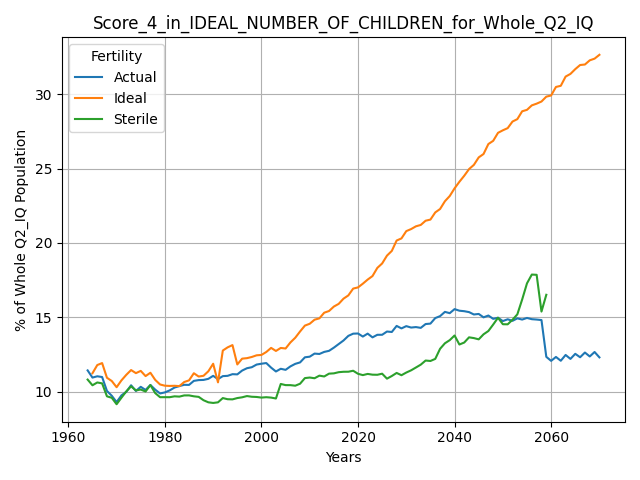 Score_4_in_IDEAL_NUMBER_OF_CHILDREN_for_Whole_Q2_IQ
Fertility
Actual
Ideal
Sterile
% of Whole Q2_IQ Population
30
25
20
15
10
1960
1980
2000
2020
2040
2060
Years